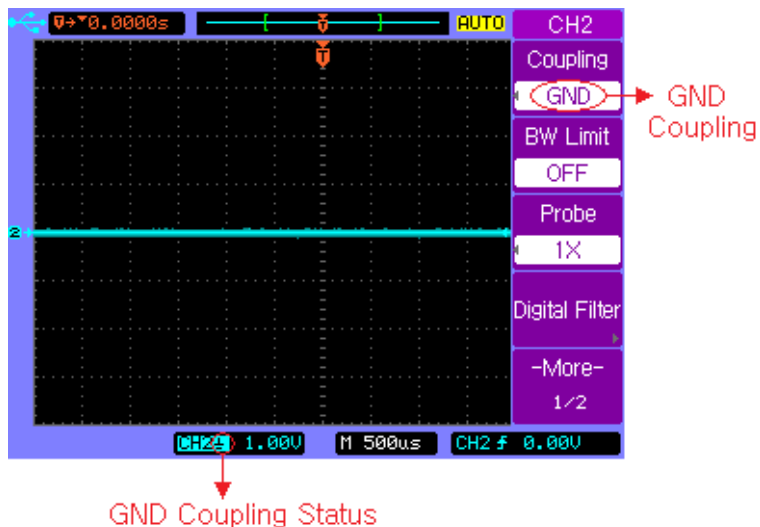 T→▼0.0000s
T
AUTO
CH2
T
Coupling
GND
GND
Coupling
BW Limit
OFF
Probe
2
1X
Digital Filter
-More-
1/2
CH2⏚ 1.00V
M 500us
CH2 ƒ 0.00V
GND Coupling Status